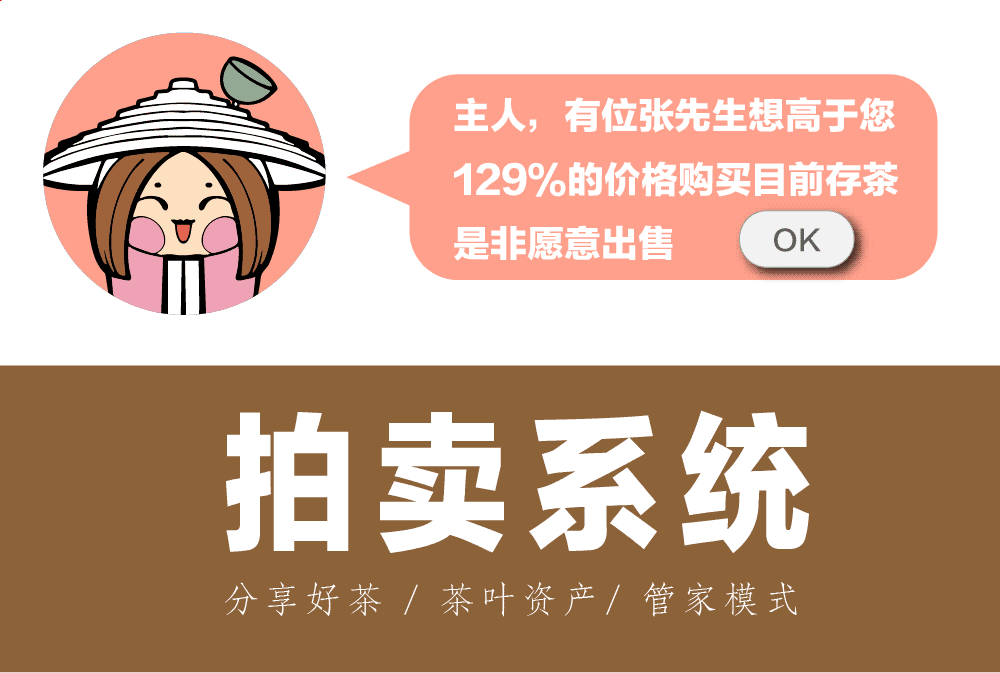 主人，有位张先生想高于您
129%的价格购买目前存茶
是非愿意出售
OK
拍卖系统
分享好茶 / 茶叶资产/ 管家模式